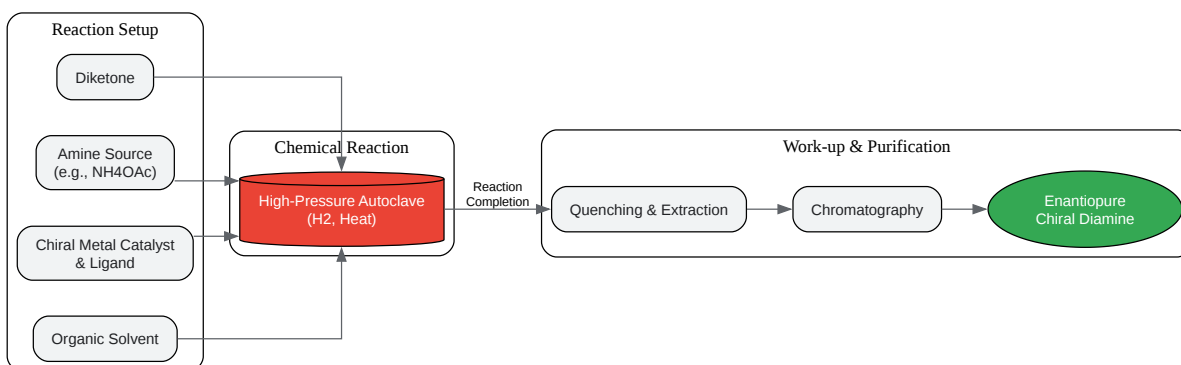 Reaction Setup
Diketone
Amine Source
(e.g., NH4OAc)
Chiral Metal Catalyst
& Ligand
Organic Solvent
Chemical Reaction
High-Pressure Autoclave
(H2, Heat)
Reaction
Completion
Work-up & Purification
Quenching & Extraction
Chromatography
Enantiopure
Chiral Diamine